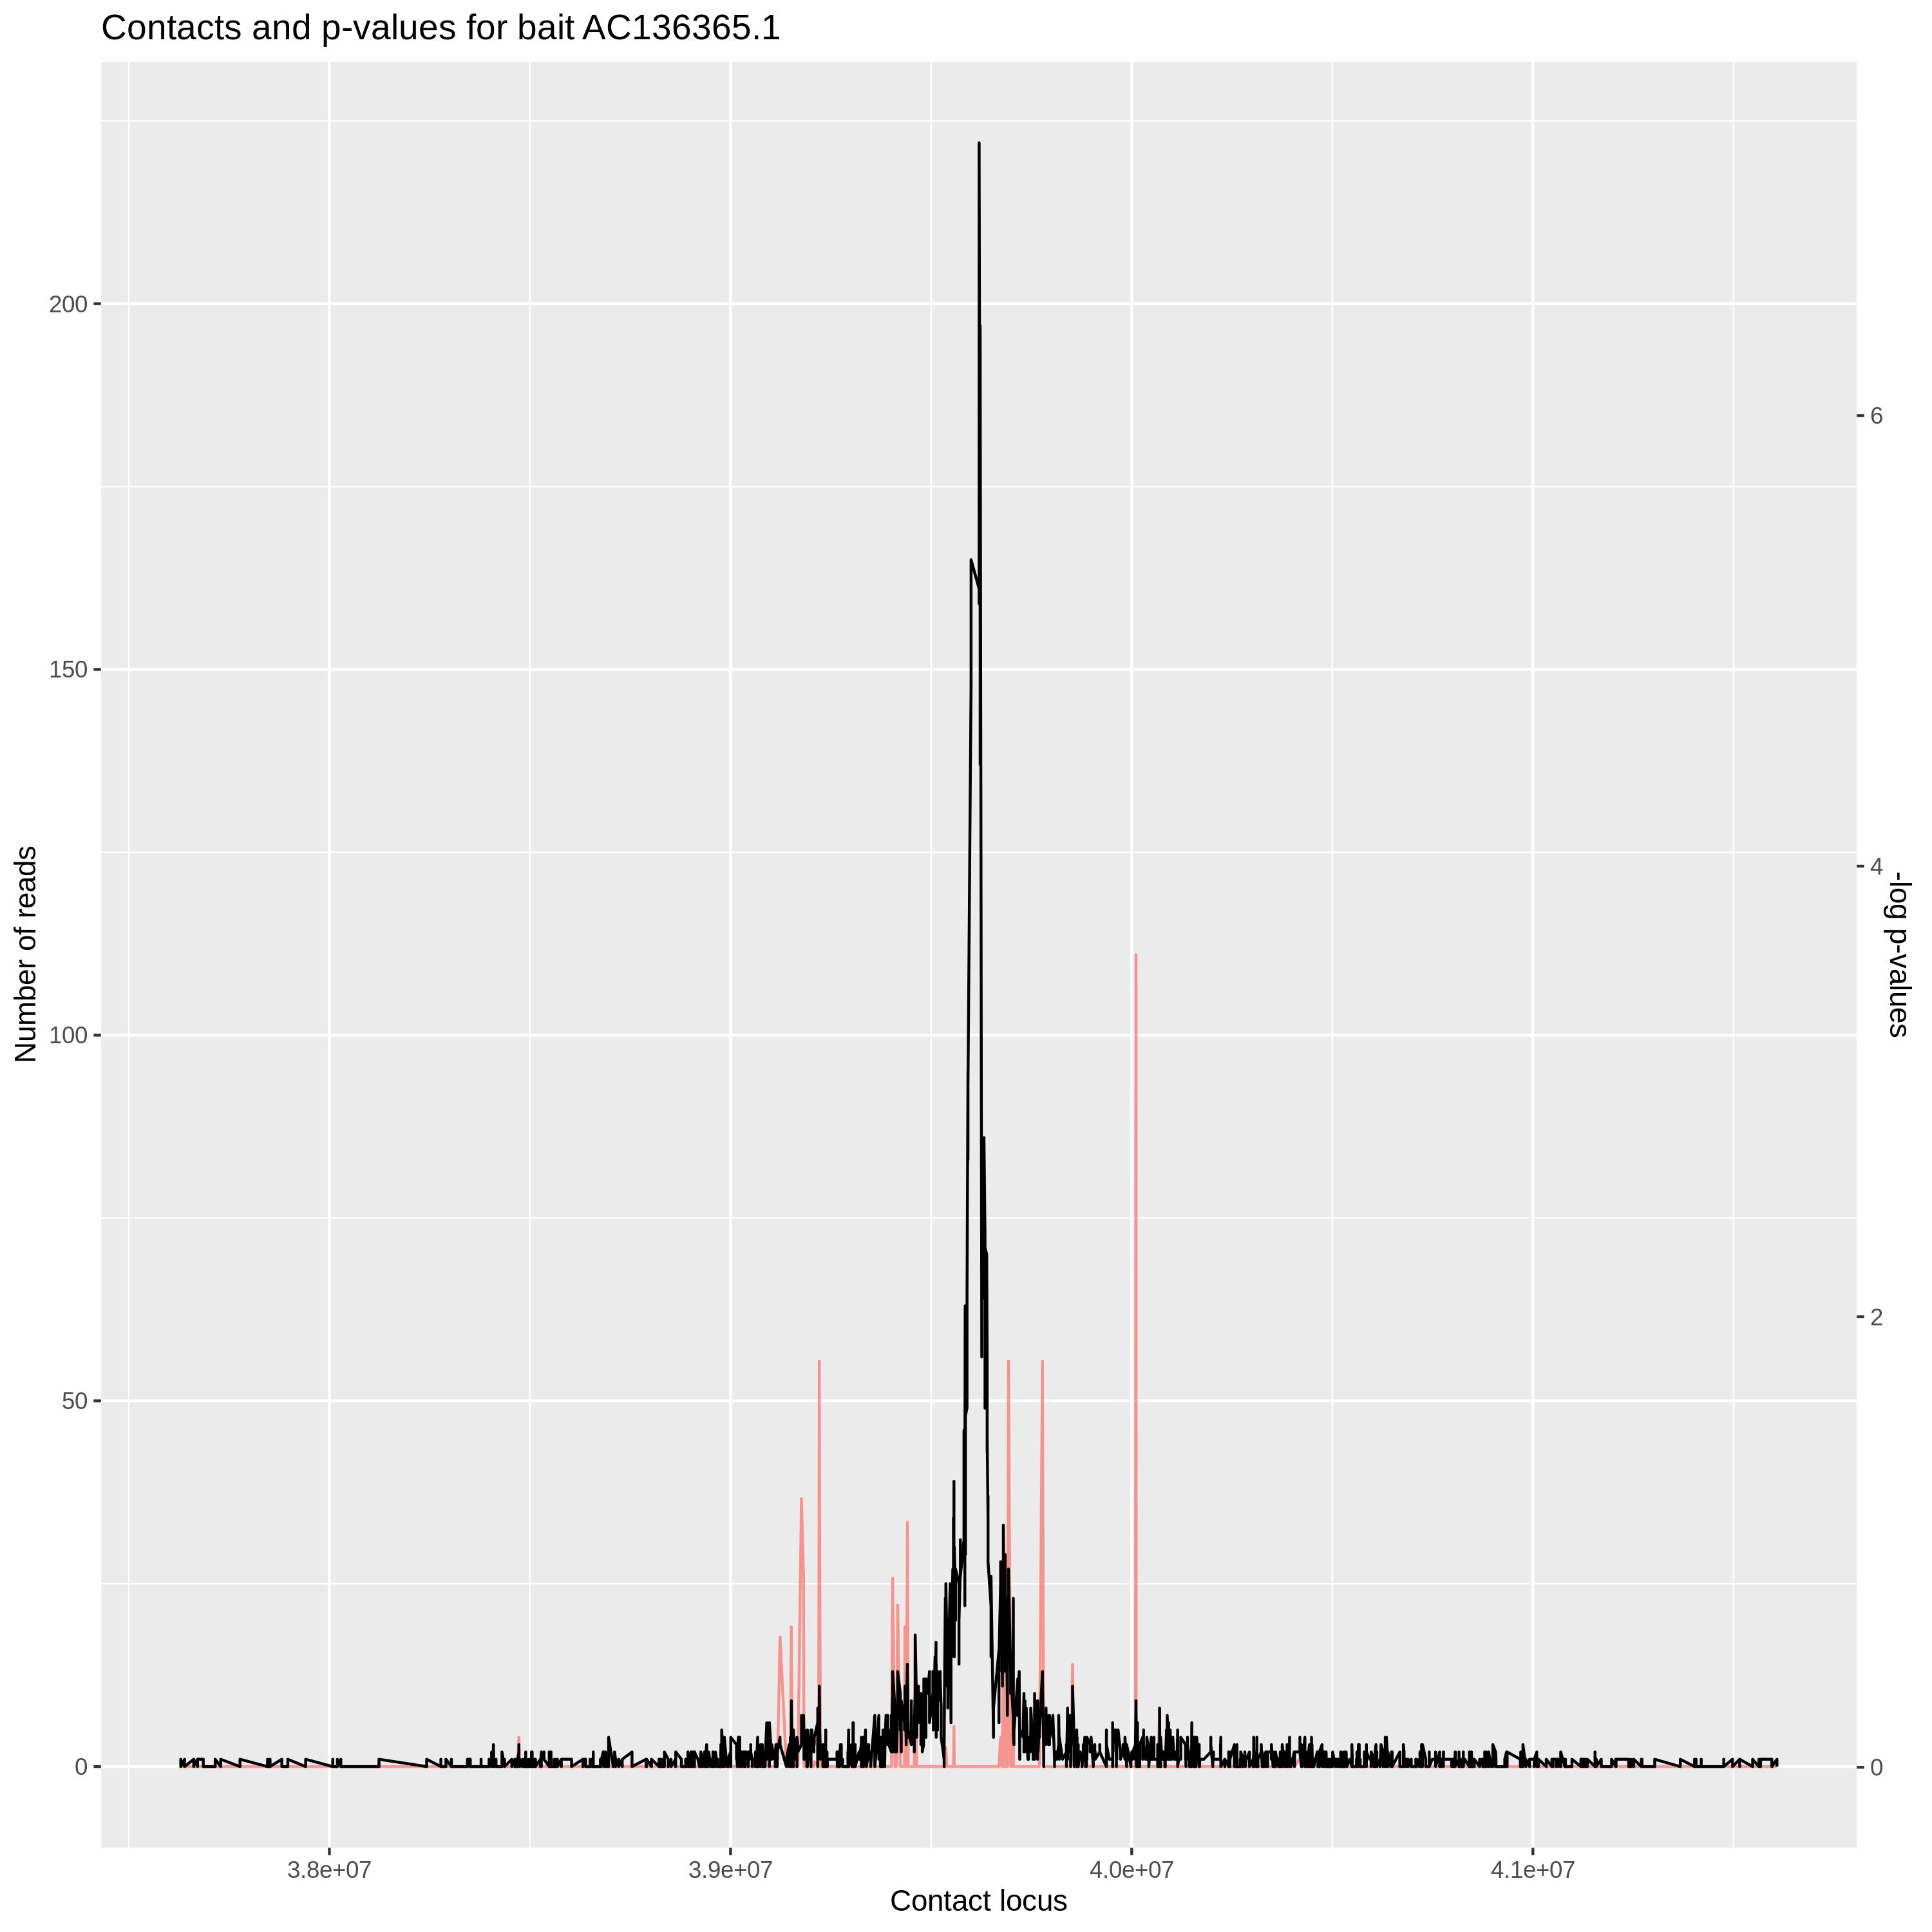 Contacts and p-values for bait AC136365.1
Number of reads
200
150
100
50
0
6
4
2
0
-log p-values
3.8e+07
3.9e+07
4.0e+07
4.1e+07
Contact locus